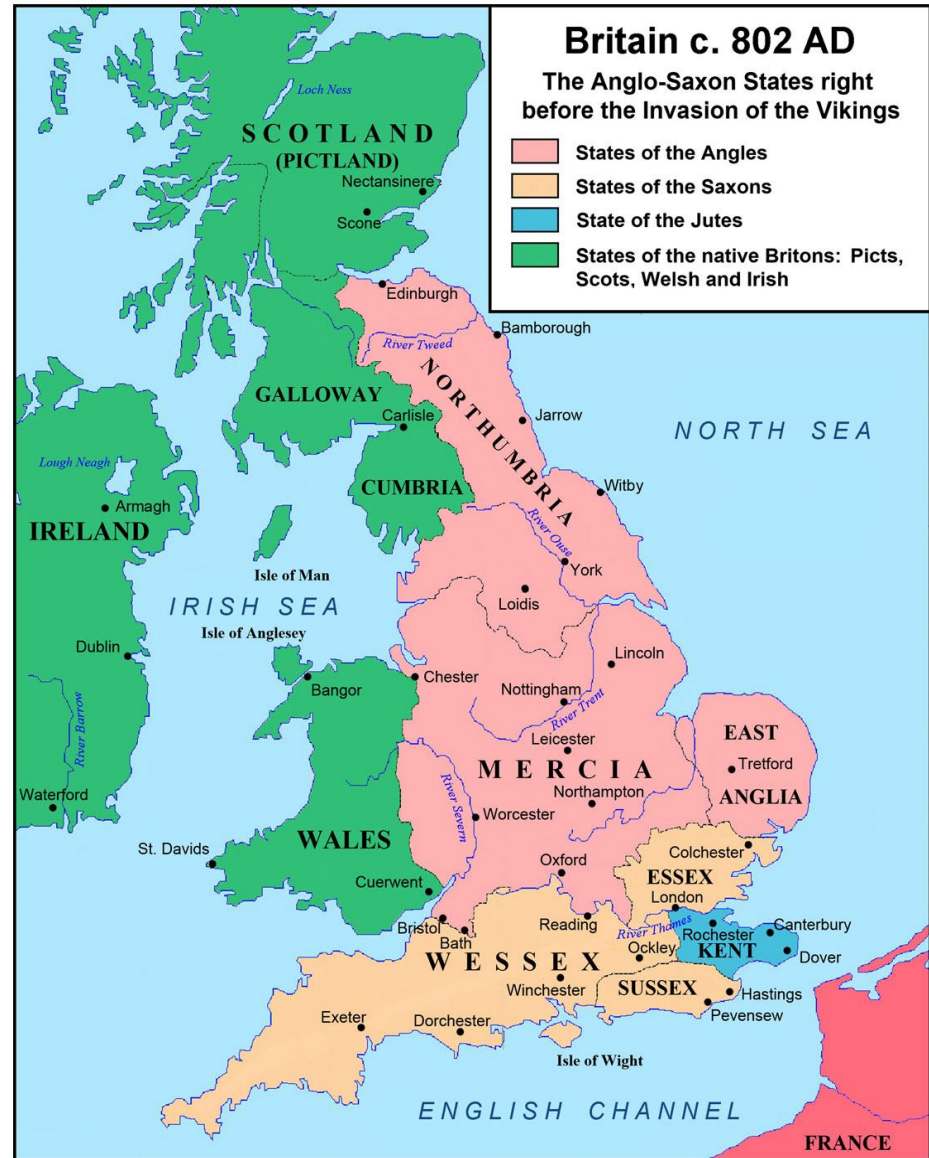 Britain c. 802 AD
The Anglo-Saxon States right
before the Invasion of the Vikings
States of the Angles
States of the Saxons
State of the Jutes
States of the native Britons: Picts,
Scots, Welsh and Irish
Loch Ness
SCOTLAND
(PICTLAND)
Nectansinere
Scone
Edinburgh
Bamborough
River Tweed
NORTHUMBRIA
GALLOWAY
Carlisle
Jarrow
NORTH SEA
Lough Neagh
CUMBRIA
Witby
Armagh
IRELAND
River Ouse
York
Isle of Man
Loidis
IRISH SEA
Isle of Anglesey
Dublin
Lincoln
Chester
Bangor
Nottingham
River Trent
River Barrow
EAST
Leicester
MERCIA
Tretford
River Severn
Northampton
ANGLIA
Waterford
Worcester
WALES
St. Davids
Colchester
Oxford
ESSEX
Cuerwent
London
Bristol
Reading
Rochester
Canterbury
Bath
River Thames
KENT
Dover
Ockley
WESSEX
Winchester
SUSSEX
Hastings
Pevensew
Exeter
Dorchester
Isle of Wight
ENGLISH CHANNEL
FRANCE